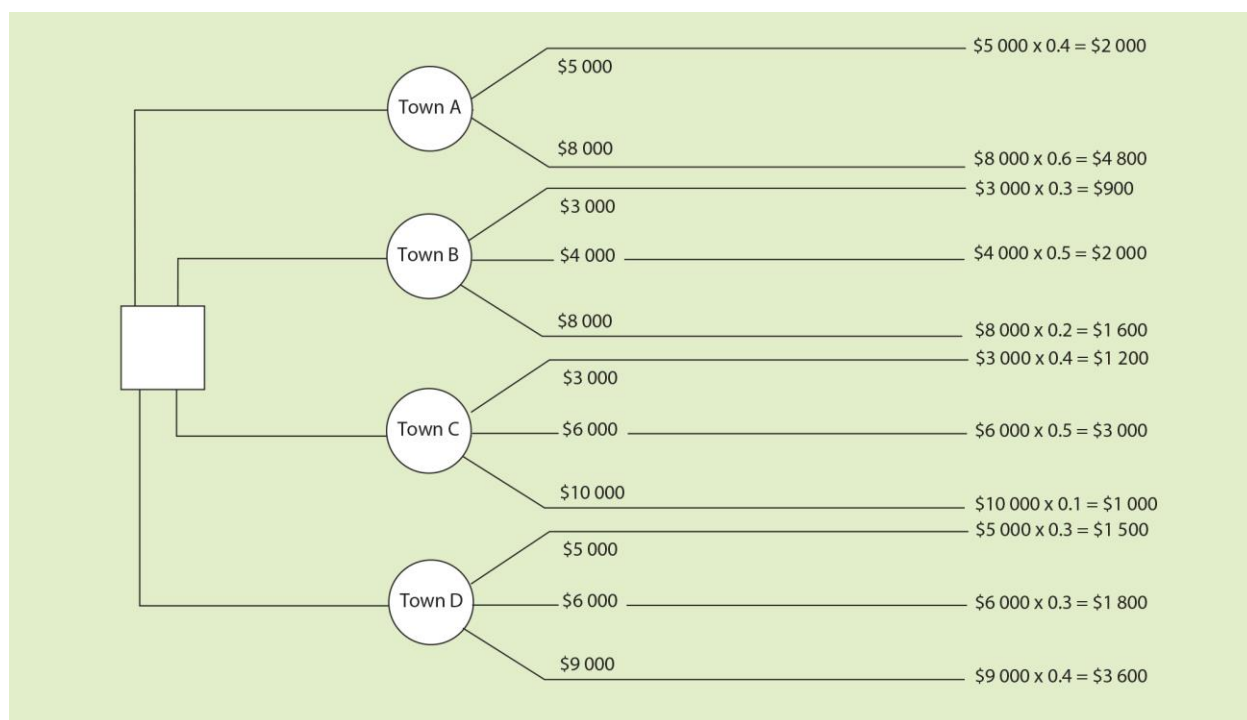 $5 000 x 0.4 = $2 000
$5 000
Town A
$8 000
$8 000 x 0.6 = $4 800
$3 000 x 0.3 = $900
$3 000
Town B
$4 000
$4 000 x 0.5 = $2 000
$8 000
$8 000 x 0.2 = $1 600
$3 000 x 0.4 = $1 200
$3 000
Town C
$6 000
$6 000 x 0.5 = $3 000
$10 000
$10 000 x 0.1 = $1 000
$5 000 x 0.3 = $1 500
$5 000
Town D
$6 000
$6 000 x 0.3 = $1 800
$9 000
$9 000 x 0.4 = $3 600